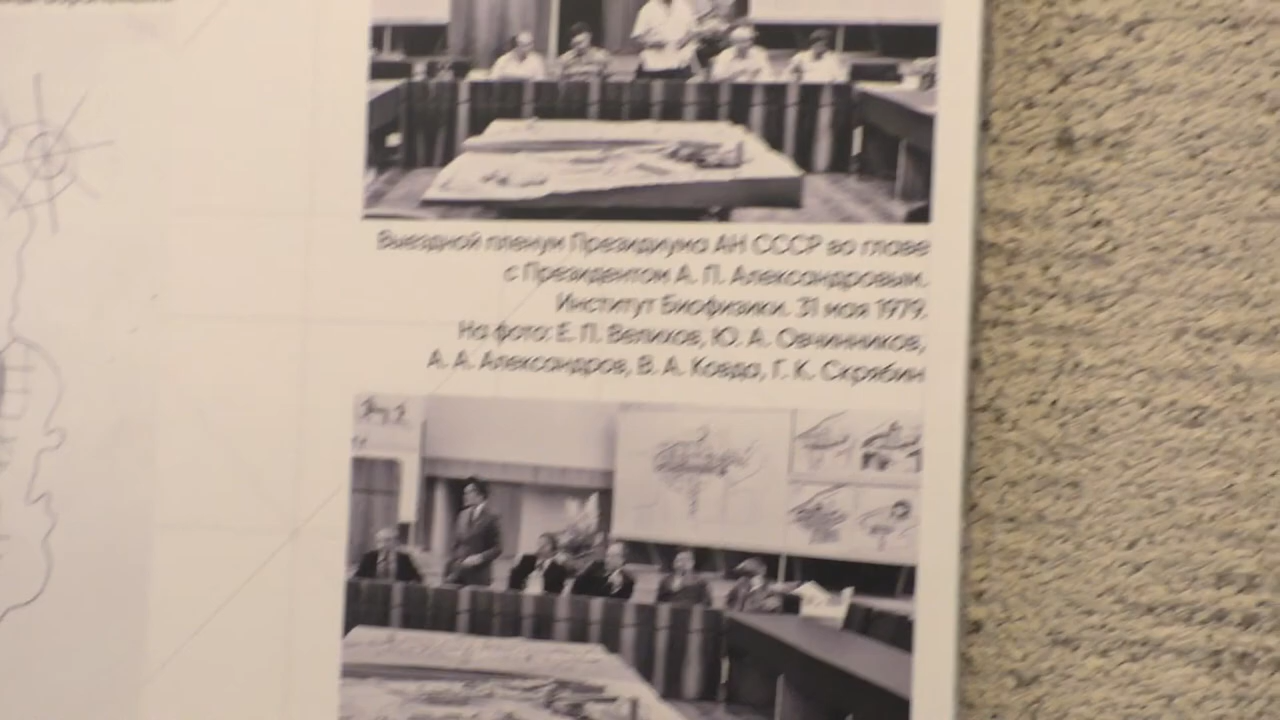 Выездной пленум Президиума АН СССР во главе
с Президентом А. П. Александровым.
Институт Биофизики. 31 мая 1979.
На фото: Е. П. Велихов, Ю. А. Овчинников,
А. А. Александров, В. А. Ковда, Г. К. Скрябин